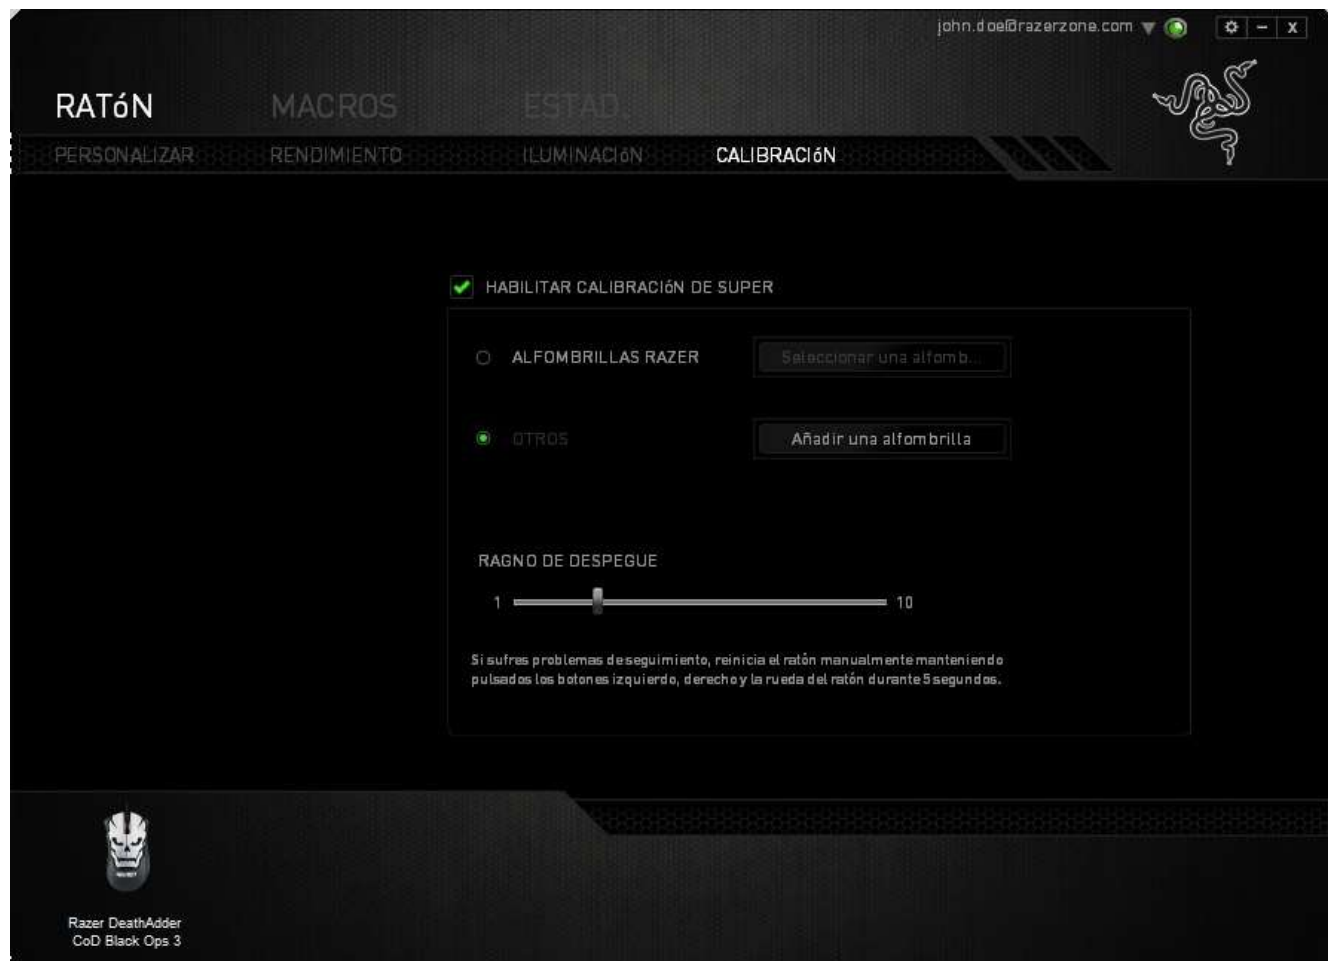 john.doe@razerzone.com
RATÓN MACROS ESTAD.
PERSONALIZAR RENDIMIENTO ILUMINACIÓN CALIBRACIÓN
HABILITAR CALIBRACIÓN DE SUPER
ALFOMBRILLAS RAZER Seleccionar una alfomb...
OTROS Añadir una alfombrilla
RAGNO DE DESPEGUE
1 10
Si sufres problemas de seguimiento, reinicia el ratón manualmente manteniendo
pulsados los botones izquierdo, derecho y la rueda del ratón durante 5 segundos.
Razer DeathAdder
CoD Black Ops 3